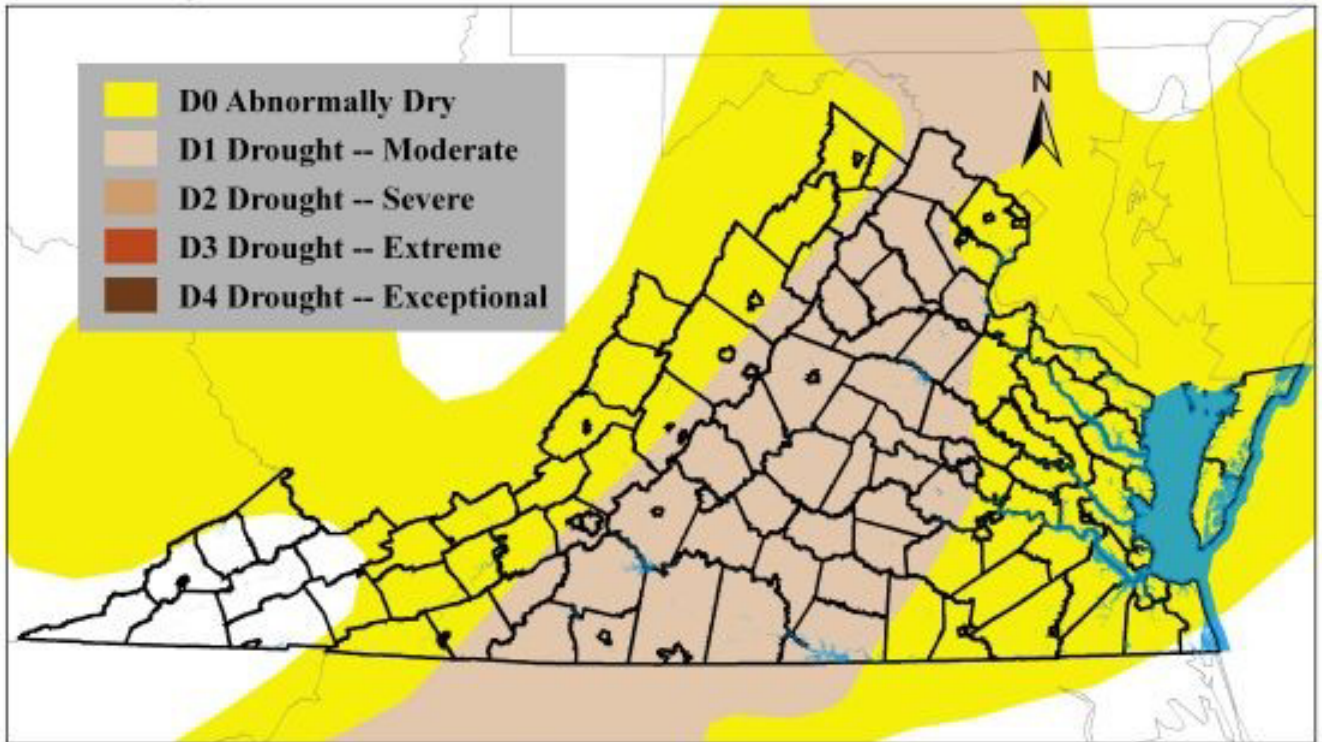 D0 Abnormally Dry
D1 Drought -- Moderate
D2 Drought -- Severe
D3 Drought -- Extreme
D4 Drought -- Exceptional
N